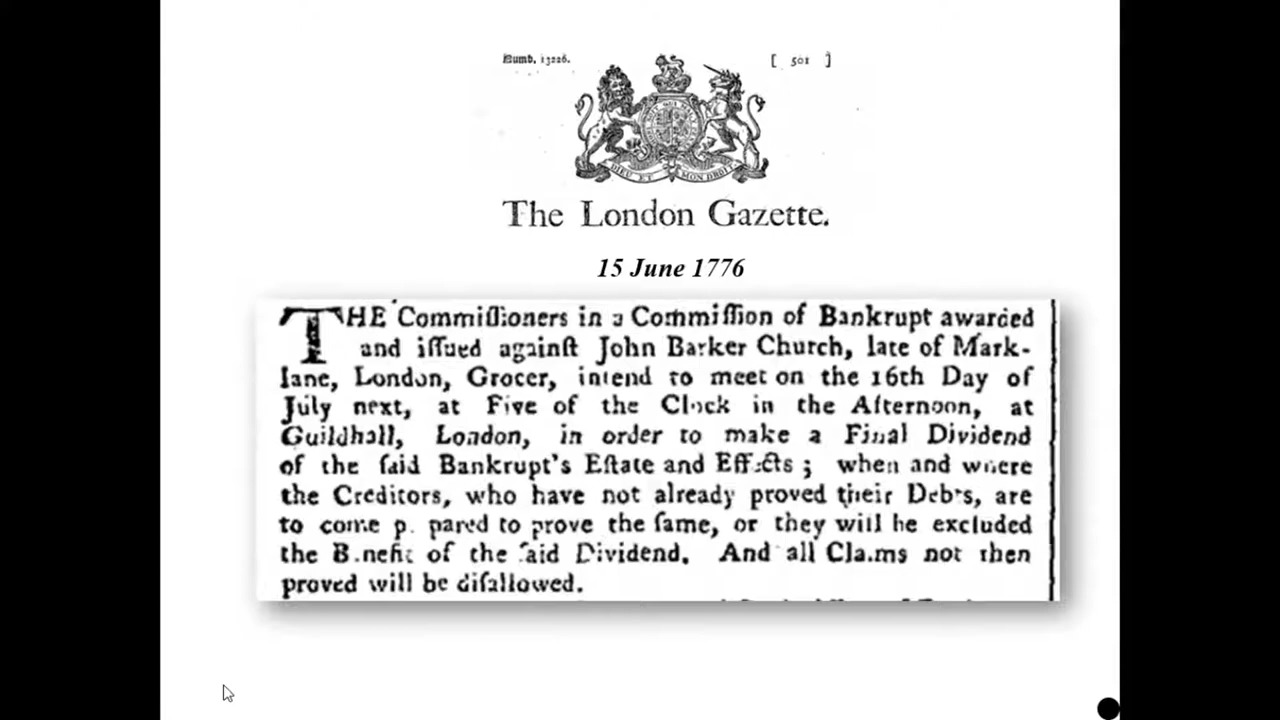 Numb. 13226.
[ 501 ]
DIEU ET MON DROIT
The London Gazette.
15 June 1776
THE Commiſſioners in a Commiſſion of Bankrupt awarded
and iſſued againſt John Barker Church, late of Mark-
lane, London, Grocer, intend to meet on the 16th Day of
July next, at Five of the Clock in the Afternoon, at
Guildhall, London, in order to make a Final Dividend
of the ſaid Bankrupt's Eſtate and Effects; when and where
the Creditors, who have not already proved their Debts, are
to come prepared to prove the ſame, or they will be excluded
the Benefit of the ſaid Dividend. And all Claims not then
proved will be diſallowed.